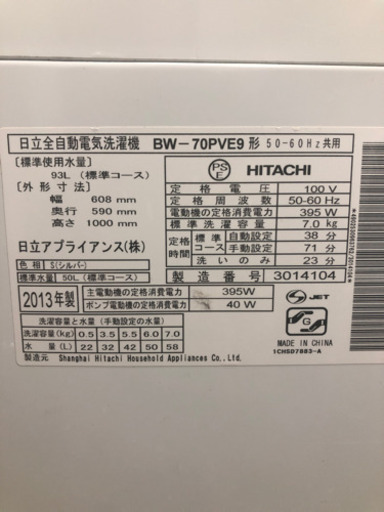 日立全自動電気洗濯機 BW-70PVE9 形 50-60Hz共用
[標準使用水量]
93L (標準コース)
[外形寸法]
幅 608 mm
奥行 590 mm
高さ 1000 mm
日立アプライアンス(株)
色相 S(シルバー)
標準水量 50L (標準コース)
PS E HITACHI
定格電圧 100 V
定格周波数 50-60 Hz
電動機の定格消費電力 395 W
標準洗濯容量 7.0 kg
定格時間 自動設定 38 分
手動設定 71 分
洗いのみ 23 分
製造番号 3014104
2013年製
主電動機の定格消費電力 395W
ポンプ電動機の定格消費電力 40 W
洗濯容量と水量 (手動設定の水量)
洗濯容量(kg) 0.5 3.5 5.5 6.0 7.0
水量(L) 22 32 42 50 58
製造元 Shanghai Hitachi Household Appliances Co.,Ltd.
S JET
G
MADE IN CHINA
1CHSD7883-A